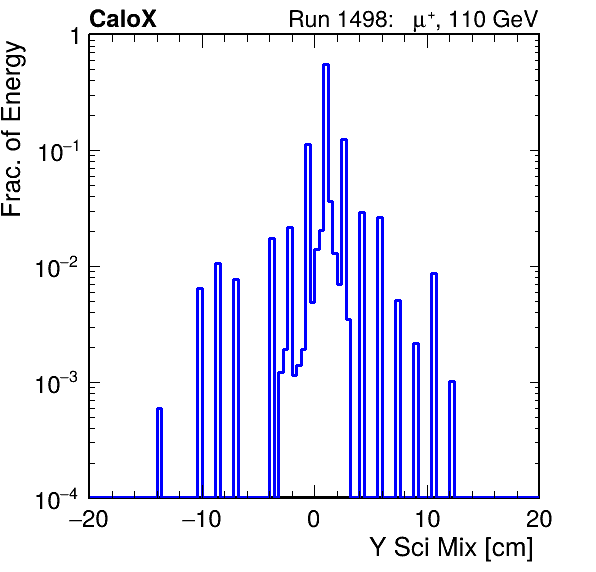 CaloX Run 1498: μ⁺, 110 GeV
Frac. of Energy
1
10⁻¹
10⁻²
10⁻³
10⁻⁴
−20 −10 0 10 20
Y Sci Mix [cm]